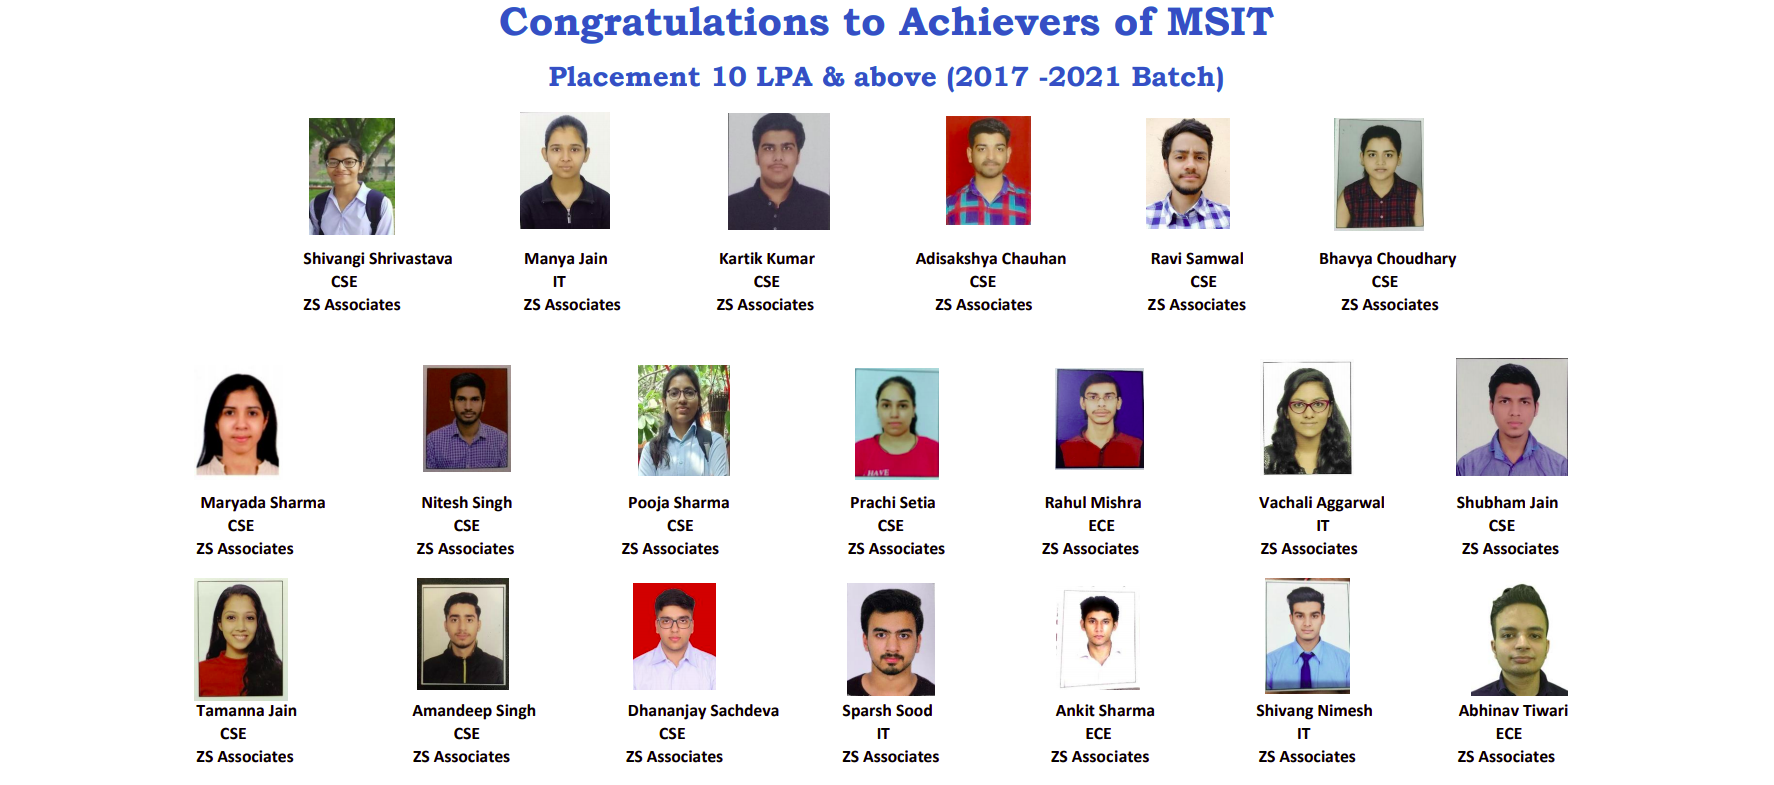 Congratulations to Achievers of MSIT
Placement 10 LPA & above (2017 -2021 Batch)
Shivangi Shrivastava Manya Jain Kartik Kumar Adisakshya Chauhan Ravi Samwal Bhavya Choudhary
CSE IT CSE CSE CSE CSE
ZS Associates ZS Associates ZS Associates ZS Associates ZS Associates ZS Associates
HAVE
Maryada Sharma Nitesh Singh Pooja Sharma Prachi Setia Rahul Mishra Vachali Aggarwal Shubham Jain
CSE CSE CSE CSE ECE IT CSE
ZS Associates ZS Associates ZS Associates ZS Associates ZS Associates ZS Associates ZS Associates
Tamanna Jain Amandeep Singh Dhananjay Sachdeva Sparsh Sood Ankit Sharma Shivang Nimesh Abhinav Tiwari
CSE CSE CSE IT ECE IT ECE
ZS Associates ZS Associates ZS Associates ZS Associates ZS Associates ZS Associates ZS Associates